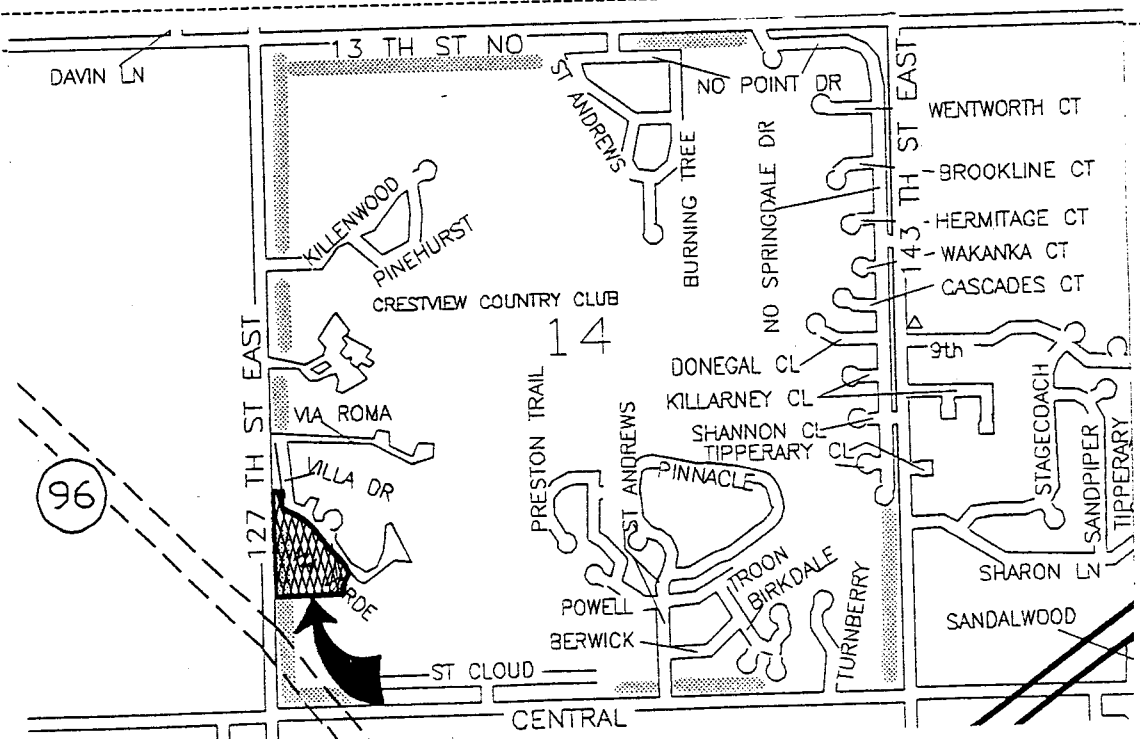 13 TH ST NO
DAVIN LN
ST ANDREWS
NO POINT DR
143 TH ST EAST
WENTWORTH CT
BROOKLINE CT
HERMITAGE CT
WAKANKA CT
CASCADES CT
BURNING TREE
NO SPRINGDALE DR
KILLENWOOD
PINEHURST
CRESTVIEW COUNTRY CLUB
14
127 TH ST EAST
9th
DONEGAL CL
KILLARNEY CL
SHANNON CL
TIPPERARY CL
VIA ROMA
VILLA DR
96
PRESTON TRAIL
ST ANDREWS
PINNACLE
STAGECOACH
SANDPIPER
TIPPERARY
SHARON LN
TROON
BIRKDALE
TURNBERRY
POWELL
BERWICK
SANDALWOOD
ST CLOUD
CENTRAL